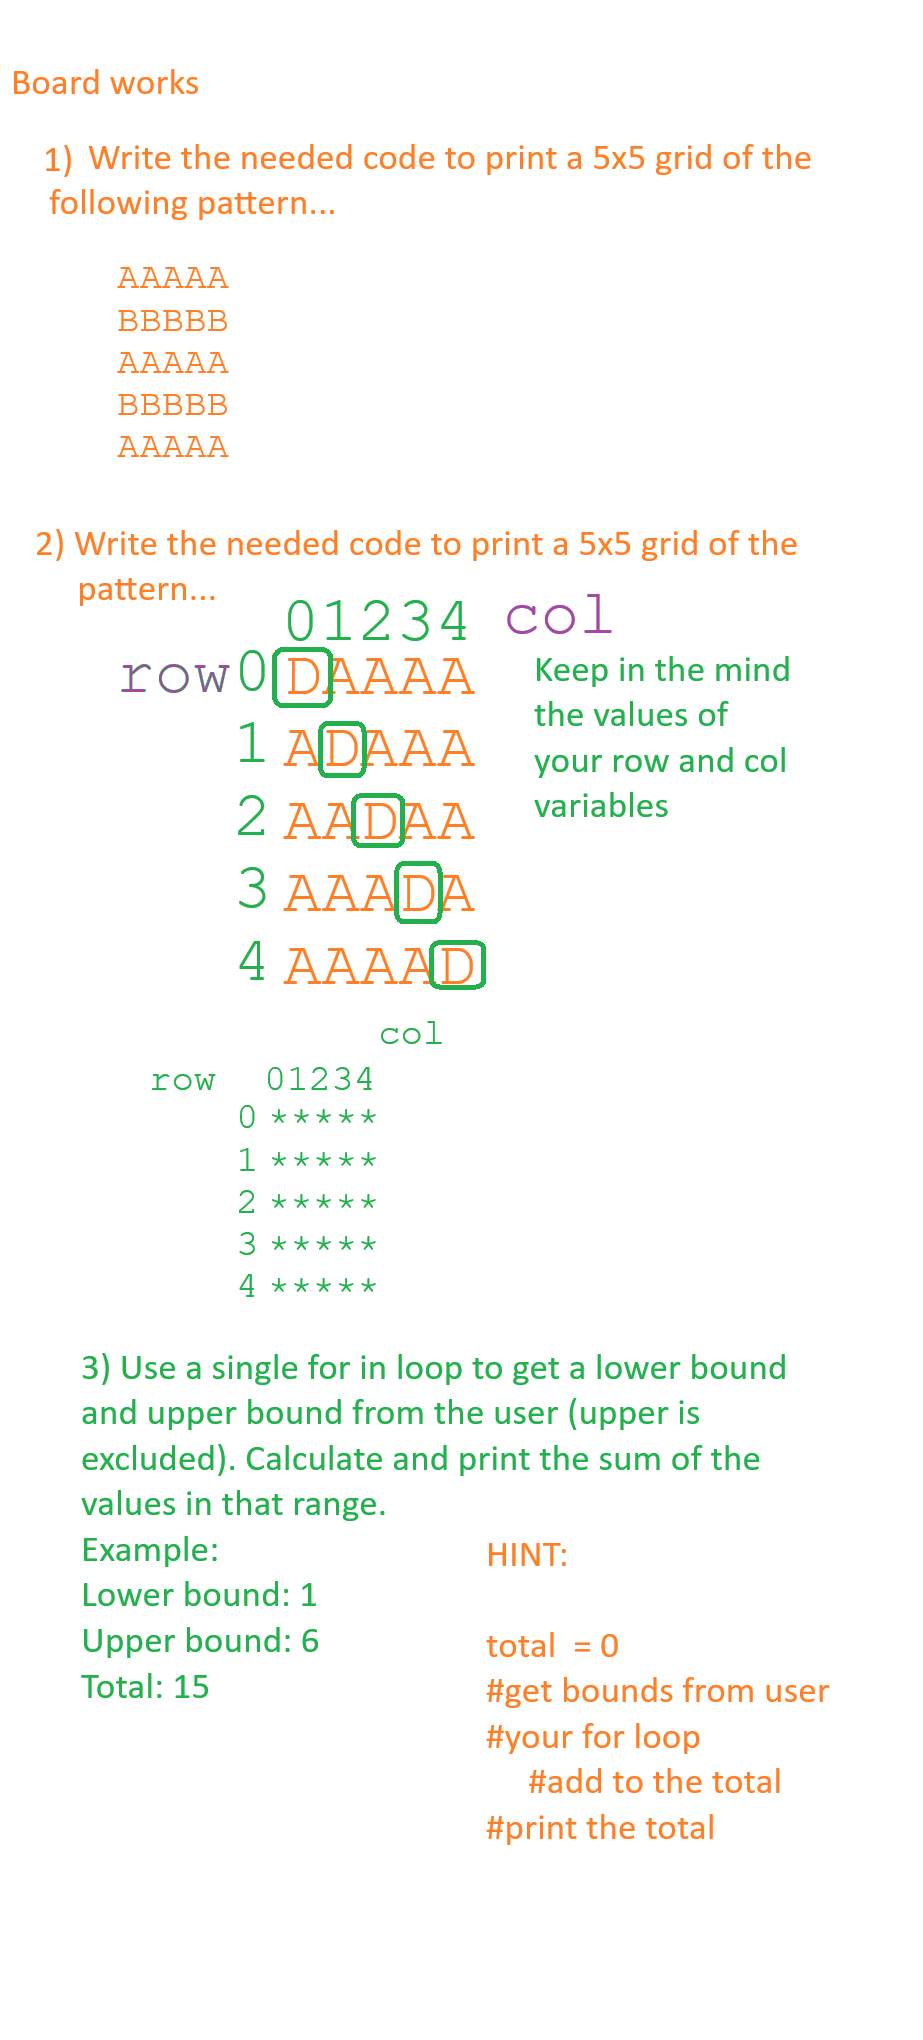 Board works
1) Write the needed code to print a 5x5 grid of the
following pattern...
AAAAA
BBBBB
AAAAA
BBBBB
AAAAA
2) Write the needed code to print a 5x5 grid of the
pattern...
01234 col
row 0 DAAAA
1 ADAAA
2 AADAA
3 AAADA
4 AAAAD
Keep in the mind
the values of
your row and col
variables
col
row 01234
0 *****
1 *****
2 *****
3 *****
4 *****
3) Use a single for in loop to get a lower bound
and upper bound from the user (upper is
excluded). Calculate and print the sum of the
values in that range.
Example:
Lower bound: 1
Upper bound: 6
Total: 15
HINT:
total = 0
#get bounds from user
#your for loop
#add to the total
#print the total